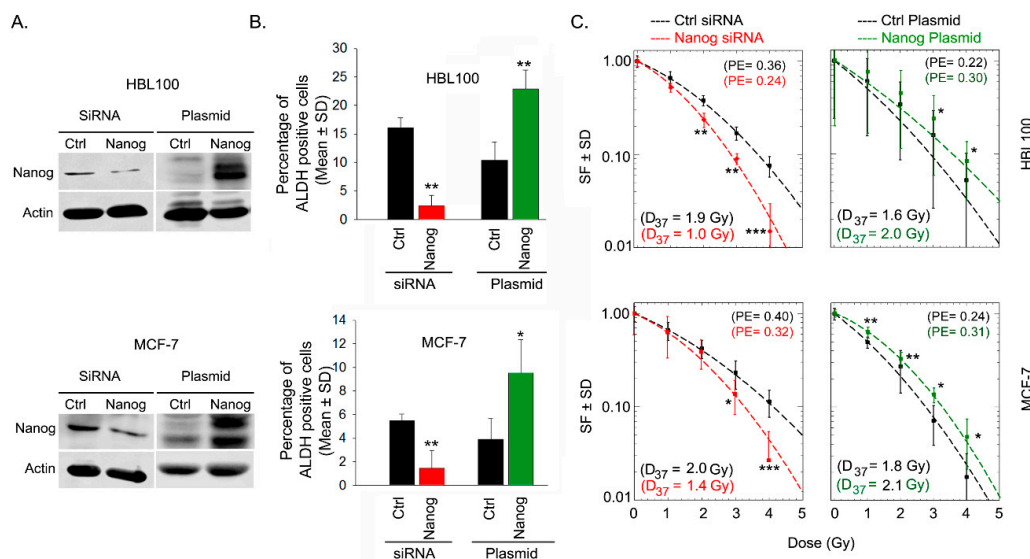 A.
HBL100
SiRNA Plasmid
Ctrl Nanog Ctrl Nanog
Nanog
Actin
MCF-7
SiRNA Plasmid
Ctrl Nanog Ctrl Nanog
Nanog
Actin
B.
Percentage of
ALDH positive cells
(Mean ± SD)
30
25
20
15
10
5
0
HBL100
**
**
Ctrl Nanog Ctrl Nanog
siRNA Plasmid
Percentage of
ALDH positive cells
(Mean ± SD)
14
12
10
8
6
4
2
0
MCF-7
**
*
Ctrl Nanog Ctrl Nanog
siRNA Plasmid
C.
Ctrl siRNA
Nanog siRNA
Ctrl Plasmid
Nanog Plasmid
SF ± SD
1.00
0.10
0.01
(PE= 0.36)
(PE= 0.24)
**
**
***
(D37 = 1.9 Gy)
(D37 = 1.0 Gy)
(PE= 0.22)
(PE= 0.30)
*
*
(D37 = 1.6 Gy)
(D37 = 2.0 Gy)
HBL100
SF ± SD
1.00
0.10
0.01
(PE= 0.40)
(PE= 0.32)
*
***
(D37 = 2.0 Gy)
(D37 = 1.4 Gy)
0 1 2 3 4 5
(PE= 0.24)
(PE= 0.31)
**
**
*
*
(D37 = 1.8 Gy)
(D37 = 2.1 Gy)
0 1 2 3 4 5
MCF-7
Dose (Gy)